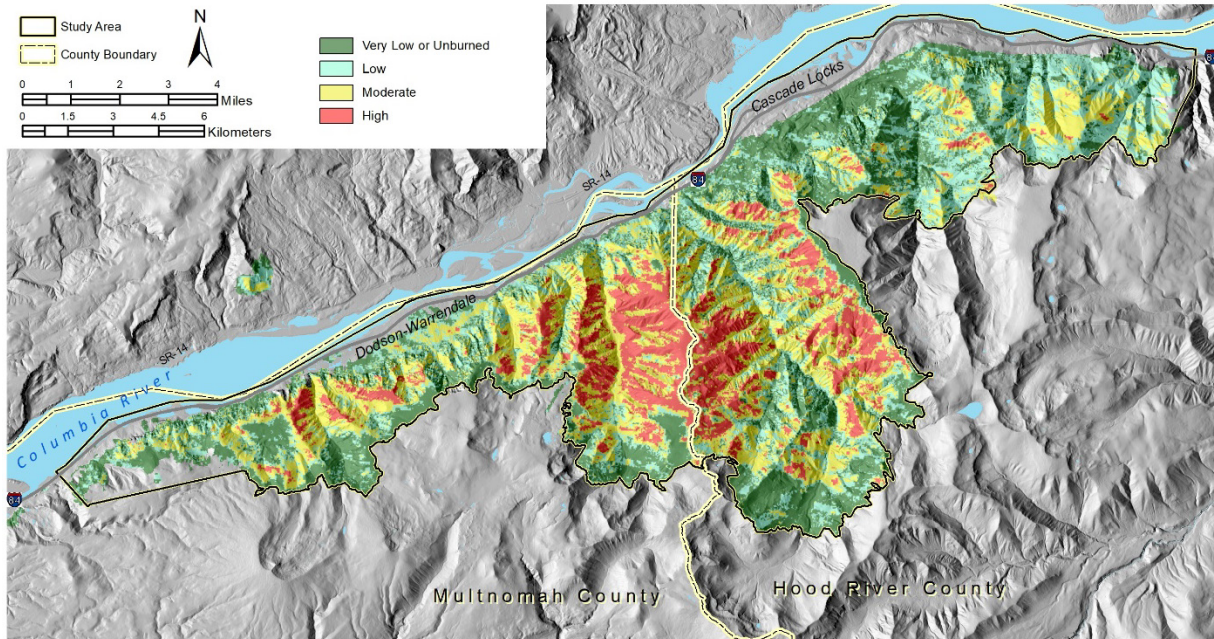 Study Area
County Boundary
N
0 1 2 3 4
Miles
0 1.5 3 4.5 6
Kilometers
Very Low or Unburned
Low
Moderate
High
84
Cascade Locks
84
SR-14
Dodson-Warrendale
SR-14
Columbia River
84
Multnomah County
Hood River County